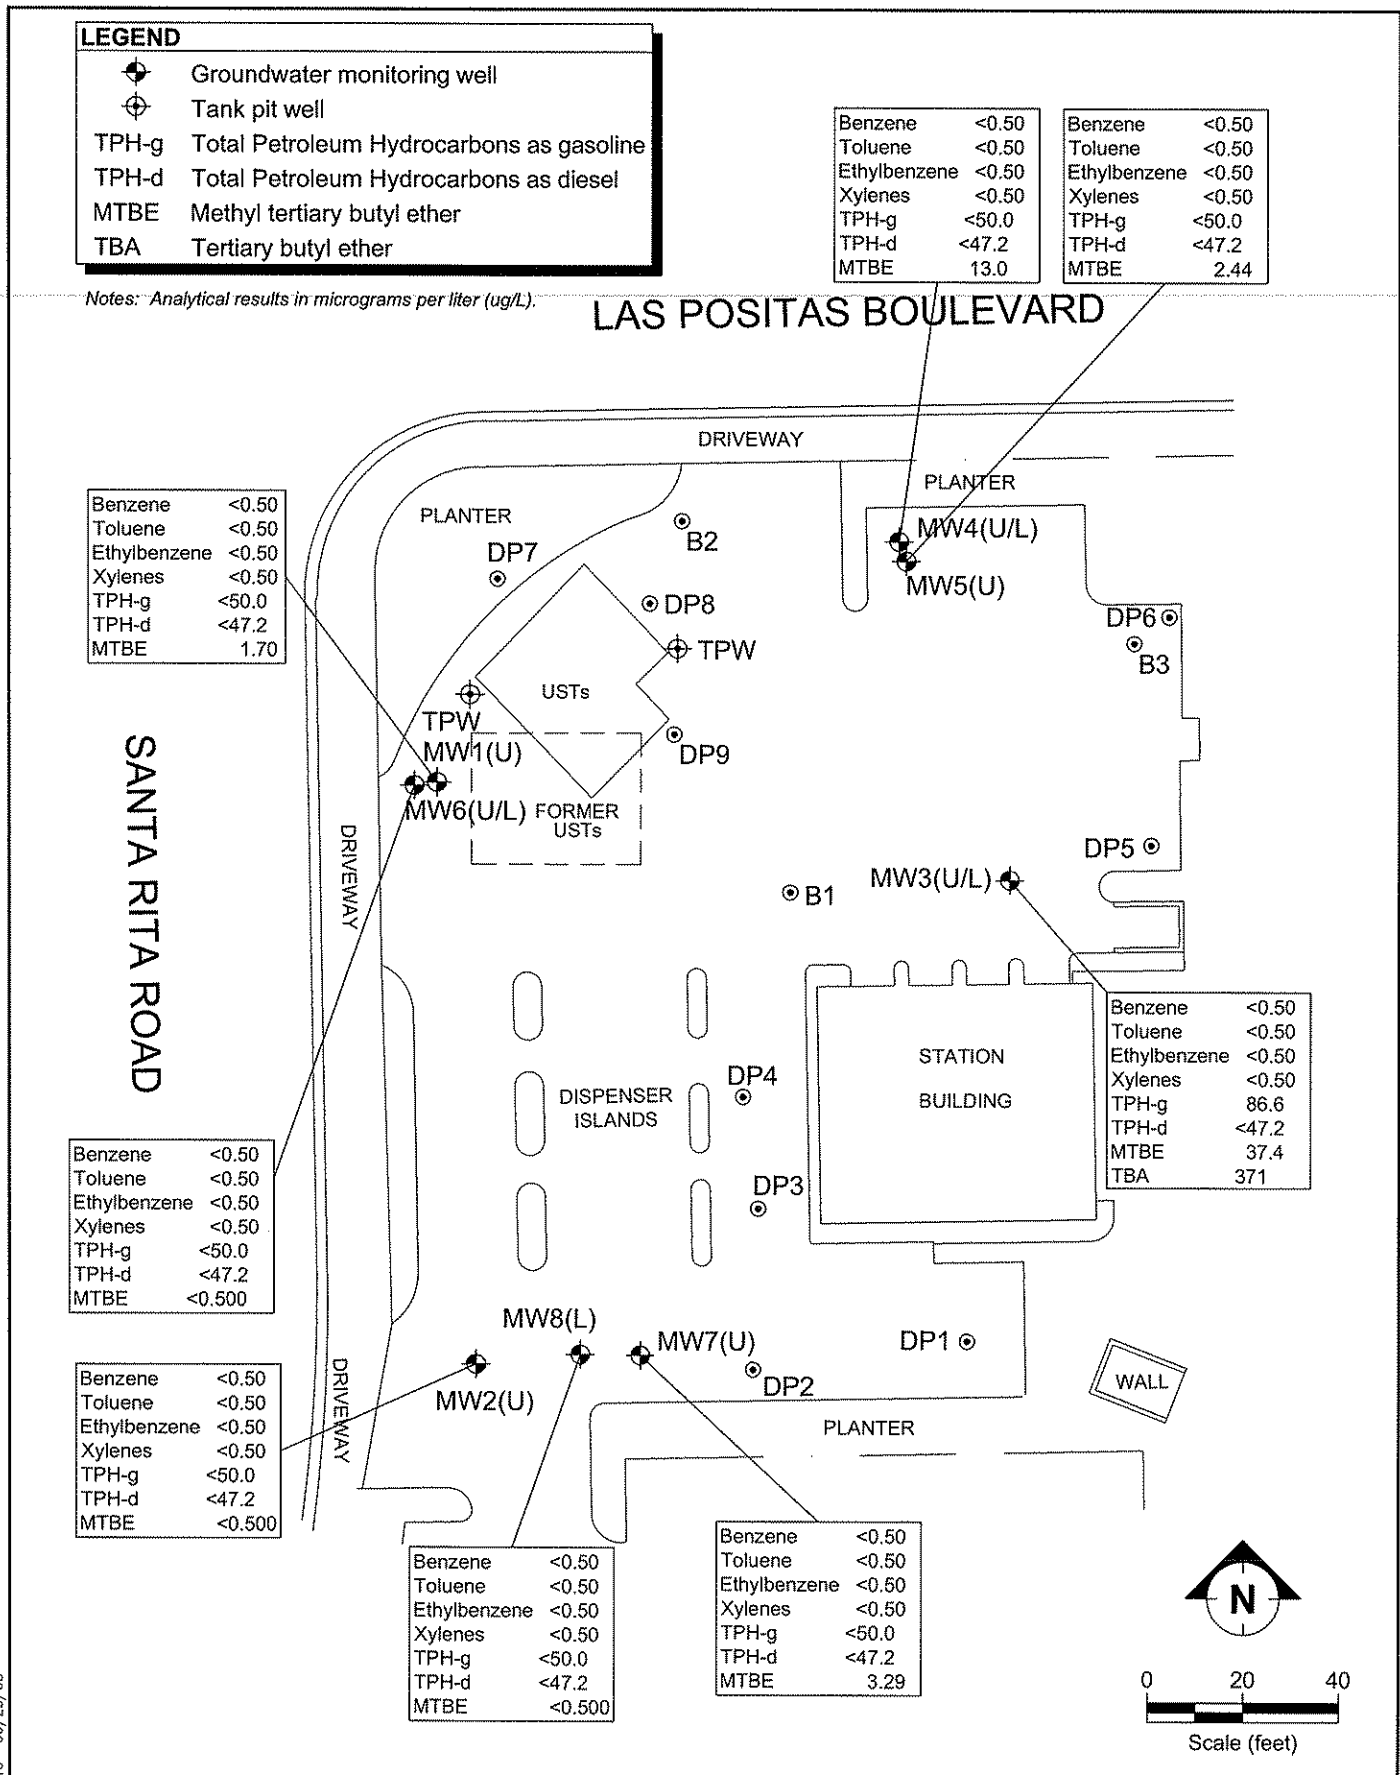 LEGEND
Groundwater monitoring well
Tank pit well
TPH-g Total Petroleum Hydrocarbons as gasoline
TPH-d Total Petroleum Hydrocarbons as diesel
MTBE Methyl tertiary butyl ether
TBA Tertiary butyl ether
Notes: Analytical results in micrograms per liter (ug/L).
Benzene <0.50
Toluene <0.50
Ethylbenzene <0.50
Xylenes <0.50
TPH-g <50.0
TPH-d <47.2
MTBE 13.0
Benzene <0.50
Toluene <0.50
Ethylbenzene <0.50
Xylenes <0.50
TPH-g <50.0
TPH-d <47.2
MTBE 2.44
LAS POSITAS BOULEVARD
DRIVEWAY
PLANTER
PLANTER
Benzene <0.50
Toluene <0.50
Ethylbenzene <0.50
Xylenes <0.50
TPH-g <50.0
TPH-d <47.2
MTBE 1.70
DP7
B2
MW4(U/L)
MW5(U)
DP8
DP6
TPW
B3
USTs
TPW
DP9
MW1(U)
MW6(U/L)
FORMER
USTs
SANTA RITA ROAD
DRIVEWAY
DP5
MW3(U/L)
B1
Benzene <0.50
Toluene <0.50
Ethylbenzene <0.50
Xylenes <0.50
TPH-g 86.6
TPH-d <47.2
MTBE 37.4
TBA 371
STATION
BUILDING
DP4
DISPENSER
ISLANDS
DP3
Benzene <0.50
Toluene <0.50
Ethylbenzene <0.50
Xylenes <0.50
TPH-g <50.0
TPH-d <47.2
MTBE <0.500
MW8(L)
MW7(U)
DP1
DP2
MW2(U)
WALL
DRIVEWAY
PLANTER
Benzene <0.50
Toluene <0.50
Ethylbenzene <0.50
Xylenes <0.50
TPH-g <50.0
TPH-d <47.2
MTBE <0.500
Benzene <0.50
Toluene <0.50
Ethylbenzene <0.50
Xylenes <0.50
TPH-g <50.0
TPH-d <47.2
MTBE <0.500
Benzene <0.50
Toluene <0.50
Ethylbenzene <0.50
Xylenes <0.50
TPH-g <50.0
TPH-d <47.2
MTBE 3.29
N
0 20 40
Scale (feet)